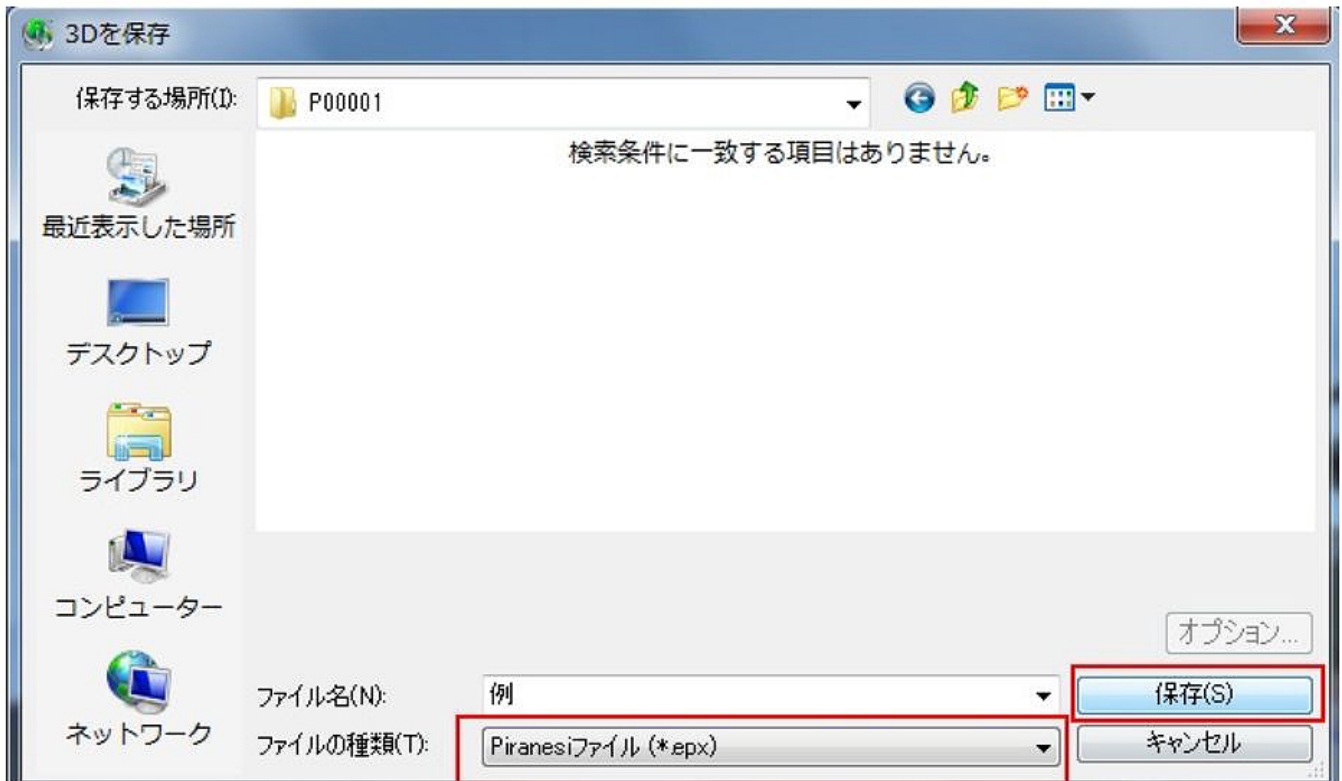 3Dを保存
保存する場所(I):
P00001
検索条件に一致する項目はありません。
最近表示した場所
デスクトップ
ライブラリ
コンピューター
ネットワーク
オプション...
ファイル名(N):
例
保存(S)
ファイルの種類(T):
Piranesiファイル (*.epx)
キャンセル